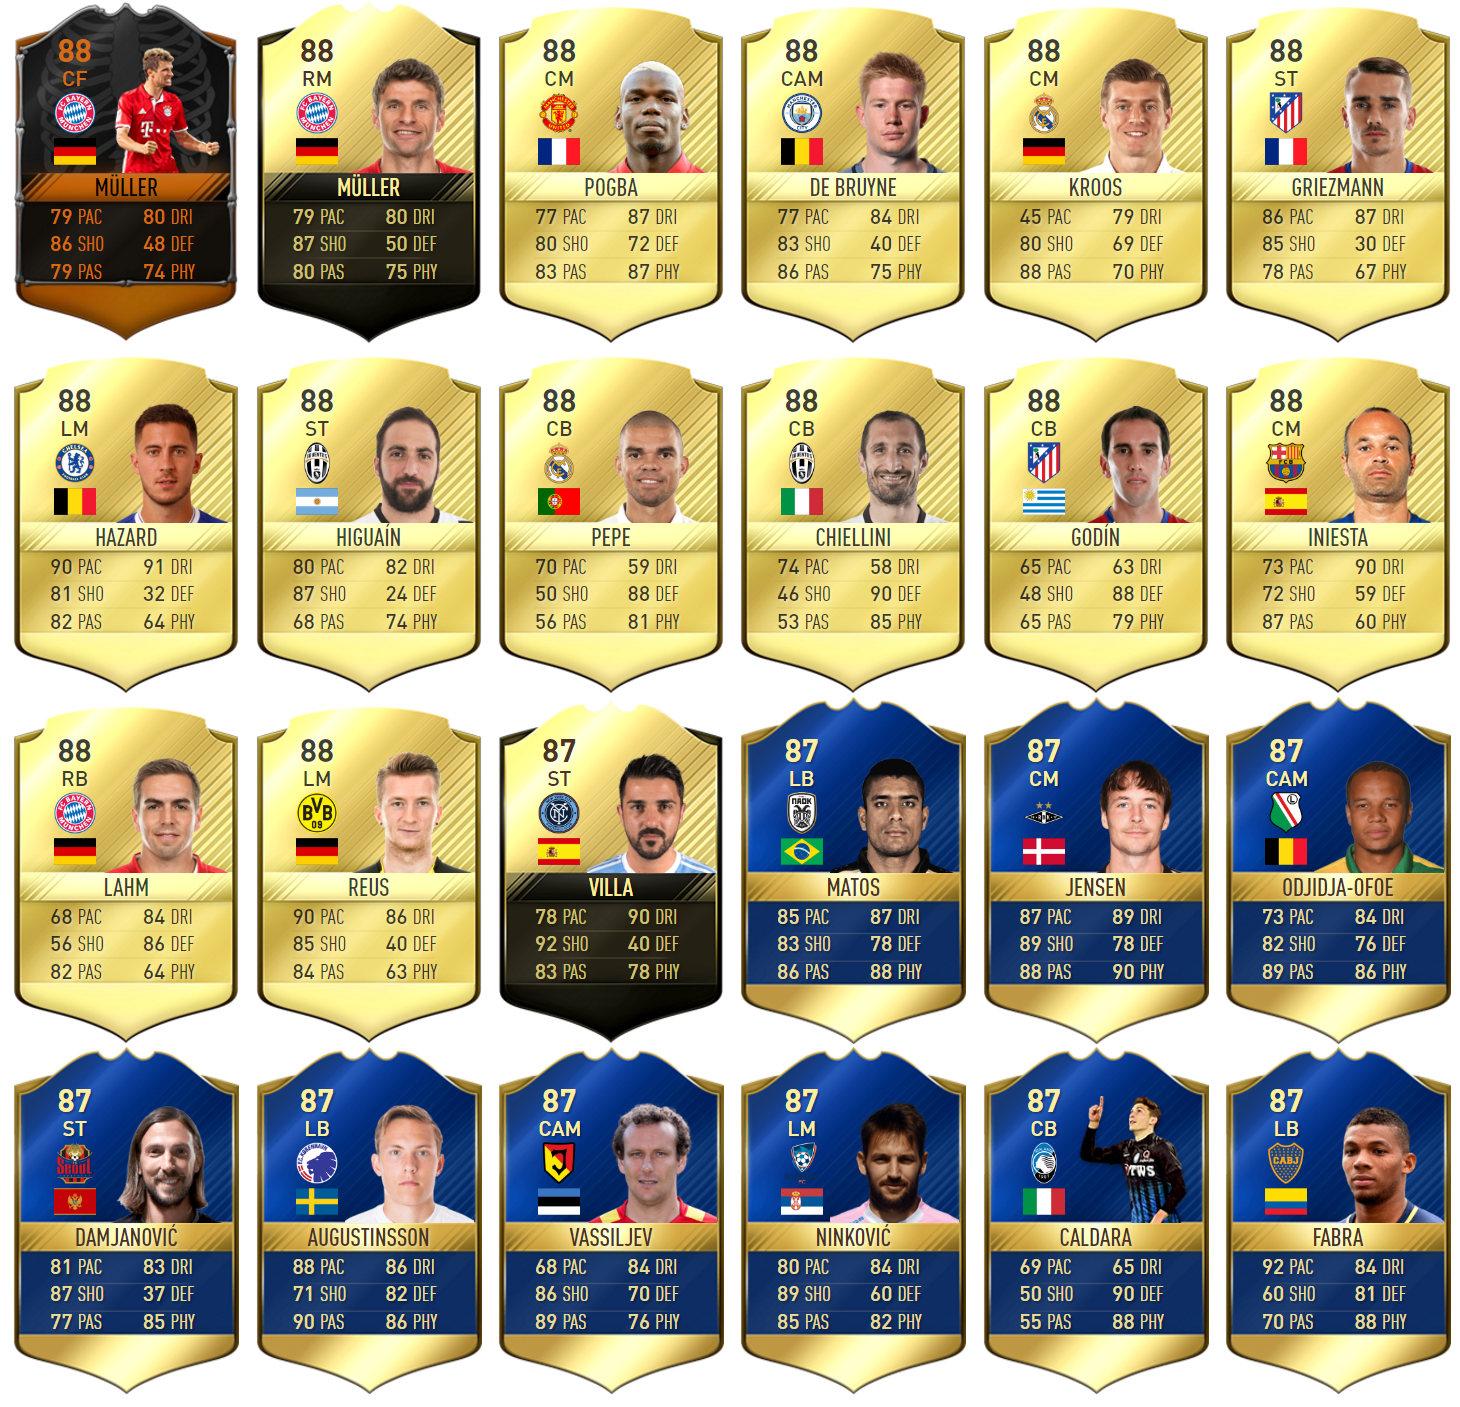 88
CF
MÜLLER
79 PAC 80 DRI
86 SHO 48 DEF
79 PAS 74 PHY
88
RM
MÜLLER
79 PAC 80 DRI
87 SHO 50 DEF
80 PAS 75 PHY
88
CM
POGBA
77 PAC 87 DRI
80 SHO 72 DEF
83 PAS 87 PHY
88
CAM
DE BRUYNE
77 PAC 84 DRI
83 SHO 40 DEF
86 PAS 75 PHY
88
CM
KROOS
45 PAC 79 DRI
80 SHO 69 DEF
88 PAS 70 PHY
88
ST
GRIEZMANN
86 PAC 87 DRI
85 SHO 30 DEF
78 PAS 67 PHY
88
LM
HAZARD
90 PAC 91 DRI
81 SHO 32 DEF
82 PAS 64 PHY
88
ST
HIGUAÍN
80 PAC 82 DRI
87 SHO 24 DEF
68 PAS 74 PHY
88
CB
PEPE
70 PAC 59 DRI
50 SHO 88 DEF
56 PAS 81 PHY
88
CB
CHIELLINI
74 PAC 58 DRI
46 SHO 90 DEF
53 PAS 85 PHY
88
CB
GODÍN
65 PAC 63 DRI
48 SHO 88 DEF
65 PAS 79 PHY
88
CM
INIESTA
73 PAC 90 DRI
72 SHO 59 DEF
87 PAS 60 PHY
88
RB
LAHM
68 PAC 84 DRI
56 SHO 86 DEF
82 PAS 64 PHY
88
LM
BVB
09
REUS
90 PAC 86 DRI
85 SHO 40 DEF
84 PAS 63 PHY
87
ST
VILLA
78 PAC 90 DRI
92 SHO 40 DEF
83 PAS 78 PHY
87
LB
ΠΑΟΚ
MATOS
85 PAC 87 DRI
83 SHO 78 DEF
86 PAS 88 PHY
87
CM
JENSEN
87 PAC 89 DRI
89 SHO 78 DEF
88 PAS 90 PHY
87
CAM
ODJIDJA-OFOE
73 PAC 84 DRI
82 SHO 76 DEF
89 PAS 86 PHY
87
ST
Seoul
DAMJANOVIĆ
81 PAC 83 DRI
87 SHO 37 DEF
77 PAS 85 PHY
87
LB
AUGUSTINSSON
88 PAC 86 DRI
71 SHO 82 DEF
90 PAS 86 PHY
87
CAM
VASSILJEV
68 PAC 84 DRI
86 SHO 70 DEF
89 PAS 76 PHY
87
LM
NINKOVIĆ
80 PAC 84 DRI
89 SHO 60 DEF
85 PAS 82 PHY
87
CB
TWS
CALDARA
69 PAC 65 DRI
50 SHO 90 DEF
55 PAS 88 PHY
87
LB
CABJ
FABRA
92 PAC 84 DRI
60 SHO 81 DEF
70 PAS 88 PHY